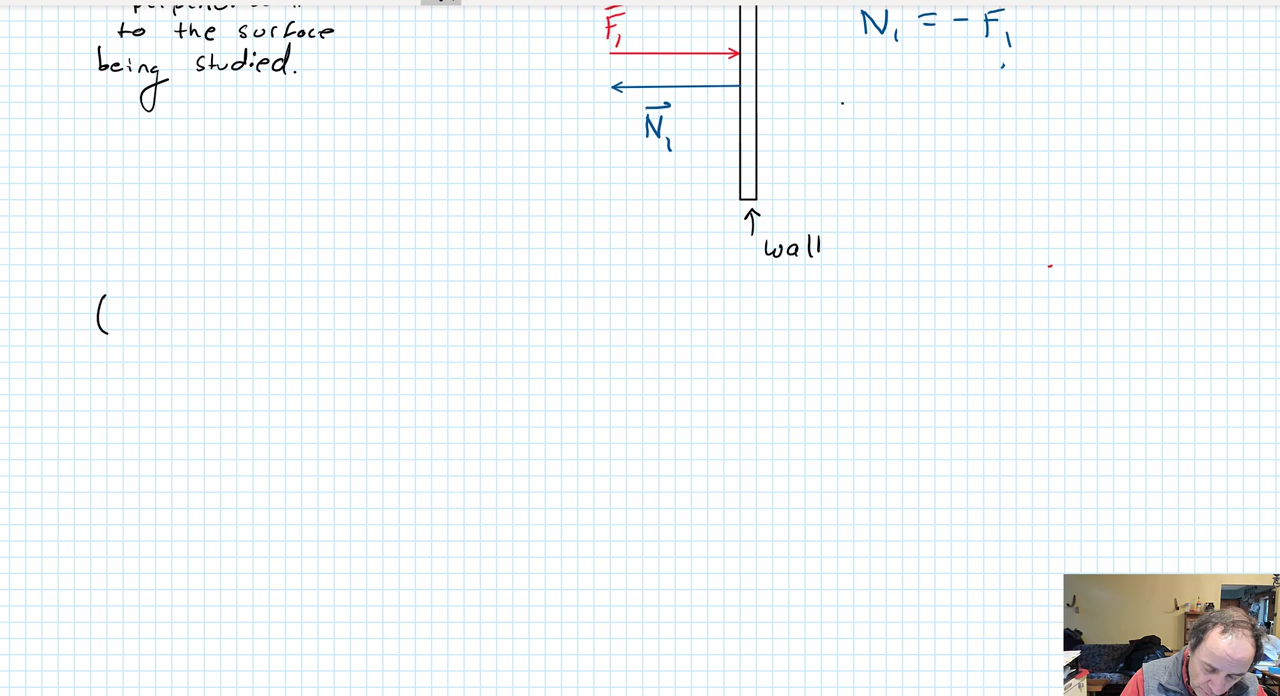 to the surface
being studied.
F₁
N₁ = - F₁
N₁
↑
wall
(